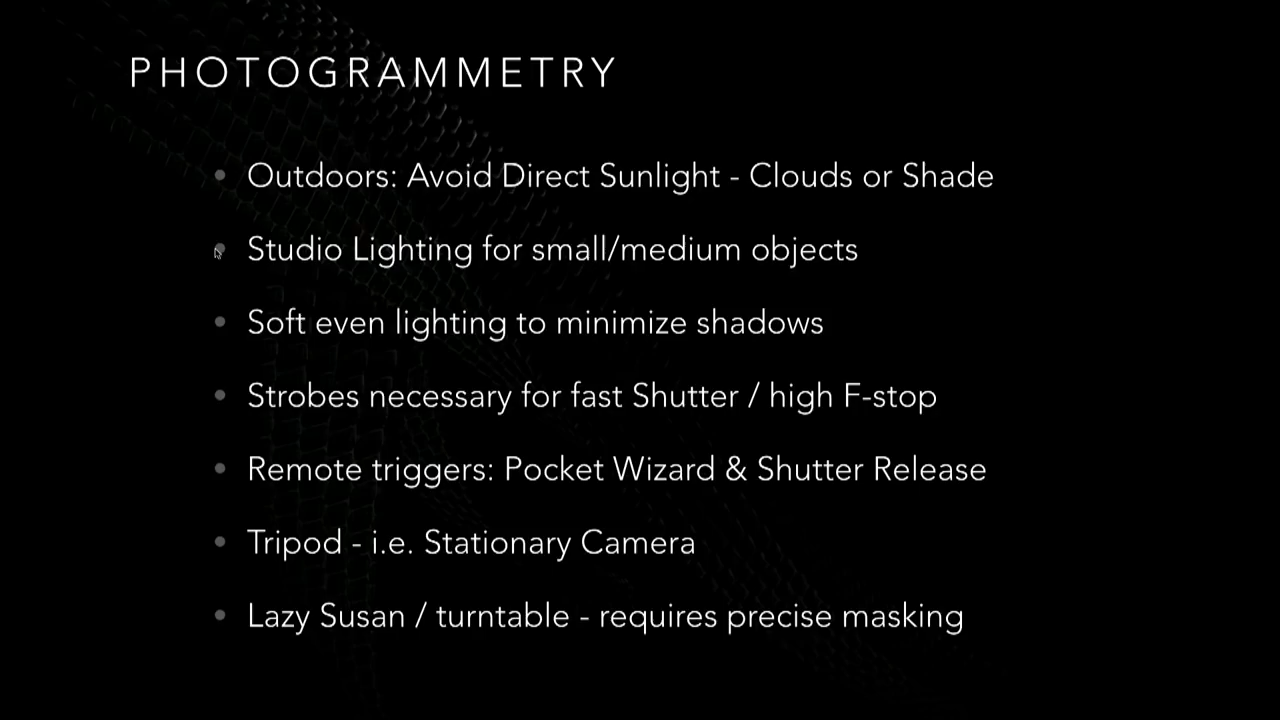 PHOTOGRAMMETRY
Outdoors: Avoid Direct Sunlight - Clouds or Shade
Studio Lighting for small/medium objects
Soft even lighting to minimize shadows
Strobes necessary for fast Shutter / high F-stop
Remote triggers: Pocket Wizard & Shutter Release
Tripod - i.e. Stationary Camera
Lazy Susan / turntable - requires precise masking